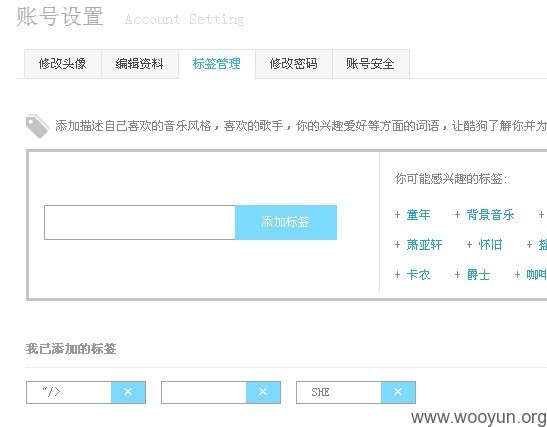 账号设置 Account Setting
修改头像 编辑资料 标签管理 修改密码 账号安全
添加描述自己喜欢的音乐风格，喜欢的歌手，你的兴趣爱好等方面的词语，让酷狗了解你并为
你可能感兴趣的标签:
添加标签
+ 童年 + 背景音乐 +
+ 萧亚轩 + 怀旧 +
+ 卡农 + 爵士 + 咖啡
我已添加的标签
"/> × × SHE ×
www.wooyun.org